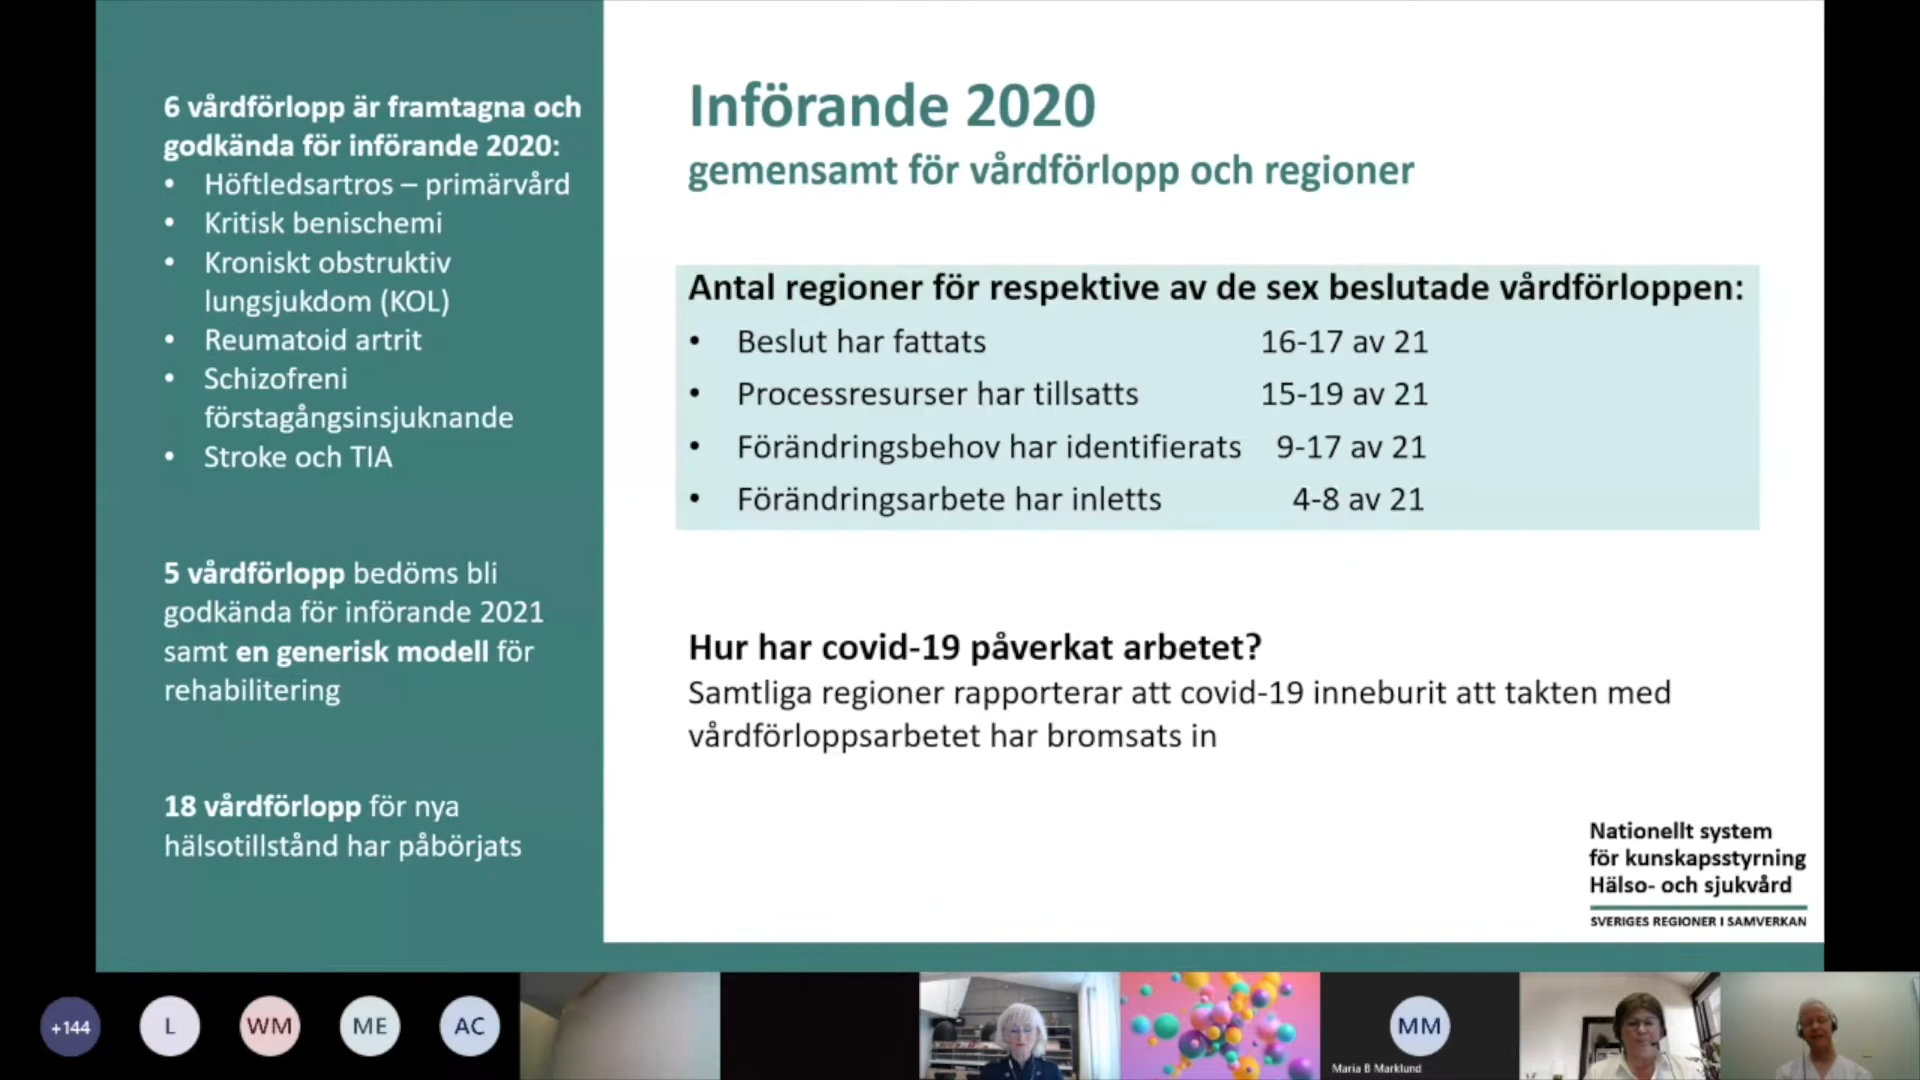 6 vårdförlopp är framtagna och
godkända för införande 2020:
• Höftledsartros – primärvård
• Kritisk benischemi
• Kroniskt obstruktiv
lungsjukdom (KOL)
• Reumatoid artrit
• Schizofreni
förstagångsinsjuknande
• Stroke och TIA
5 vårdförlopp bedöms bli
godkända för införande 2021
samt en generisk modell för
rehabilitering
18 vårdförlopp för nya
hälsotillstånd har påbörjats
Införande 2020
gemensamt för vårdförlopp och regioner
Antal regioner för respektive av de sex beslutade vårdförloppen:
• Beslut har fattats 16-17 av 21
• Processresurser har tillsatts 15-19 av 21
• Förändringsbehov har identifierats 9-17 av 21
• Förändringsarbete har inletts 4-8 av 21
Hur har covid-19 påverkat arbetet?
Samtliga regioner rapporterar att covid-19 inneburit att takten med
vårdförloppsarbetet har bromsats in
Nationellt system
för kunskapsstyrning
Hälso- och sjukvård
SVERIGES REGIONER I SAMVERKAN
+144
L
WM
ME
AC
MM
Maria B Marklund